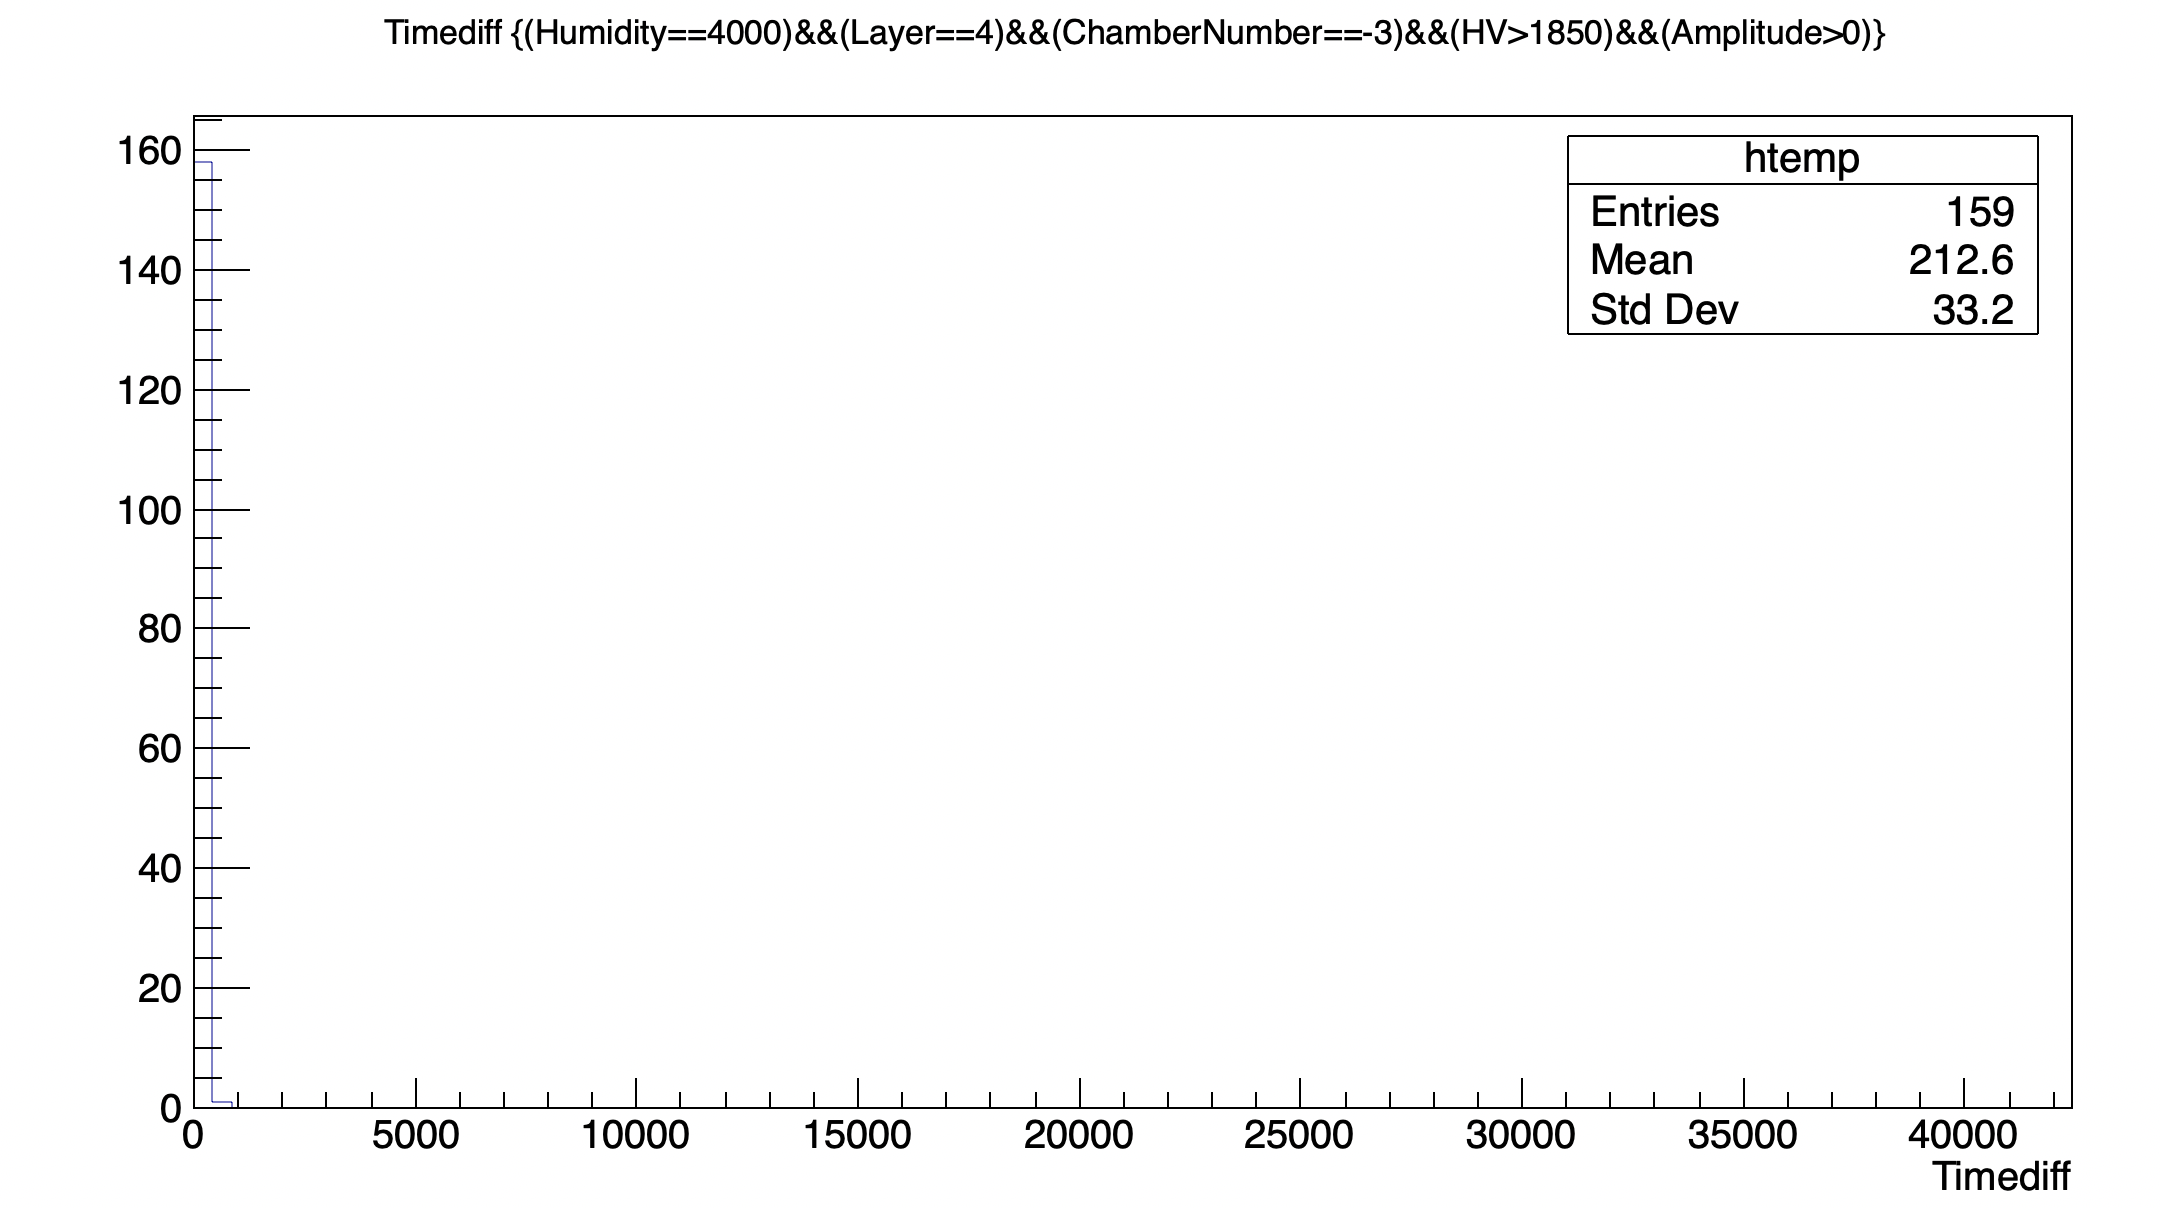 Timediff {(Humidity==4000)&&(Layer==4)&&(ChamberNumber==-3)&&(HV>1850)&&(Amplitude>0)}
htemp
Entries 159
Mean 212.6
Std Dev 33.2
160
140
120
100
80
60
40
20
0
0 5000 10000 15000 20000 25000 30000 35000 40000
Timediff